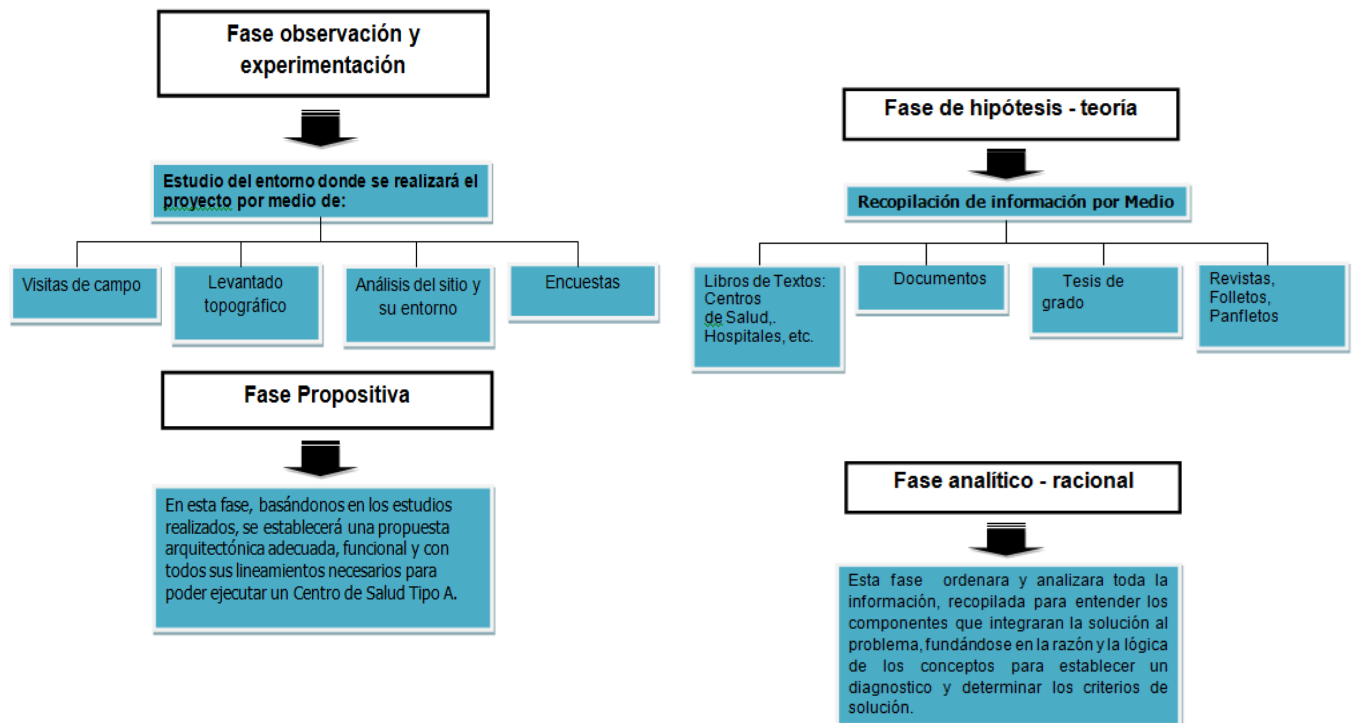 Fase observación y
experimentación
Estudio del entorno donde se realizará el
proyecto por medio de:
Visitas de campo
Levantado
topográfico
Análisis del sitio y
su entorno
Encuestas
Fase Propositiva
En esta fase, basándonos en los estudios
realizados, se establecerá una propuesta
arquitectónica adecuada, funcional y con
todos sus lineamientos necesarios para
poder ejecutar un Centro de Salud Tipo A.
Fase de hipótesis - teoría
Recopilación de información por Medio
Libros de Textos:
Centros
de Salud,.
Hospitales, etc.
Documentos
Tesis de
grado
Revistas,
Folletos,
Panfletos
Fase analítico - racional
Esta fase ordenara y analizara toda la
información, recopilada para entender los
componentes que integraran la solución al
problema, fundándose en la razón y la lógica
de los conceptos para establecer un
diagnostico y determinar los criterios de
solución.